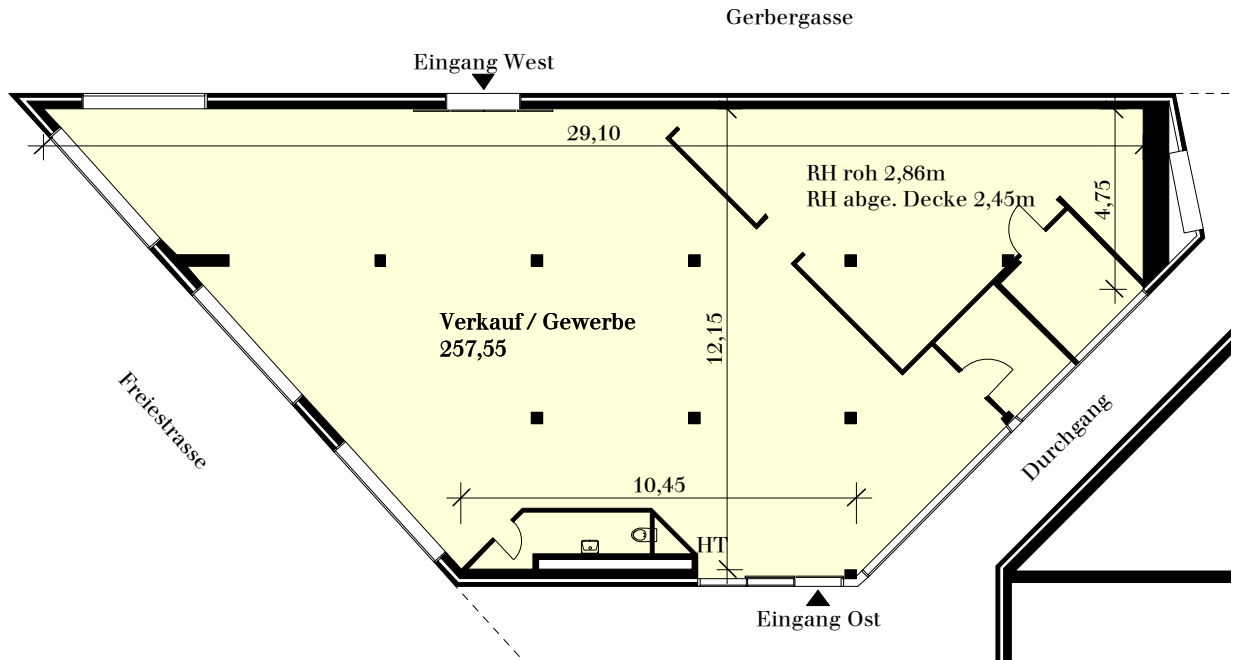 Gerbergasse
Eingang West
29,10
RH roh 2,86m
RH abge. Decke 2,45m
4,75
Verkauf / Gewerbe
257,55
12,15
Freiestrasse
Durchgang
10,45
HT
Eingang Ost